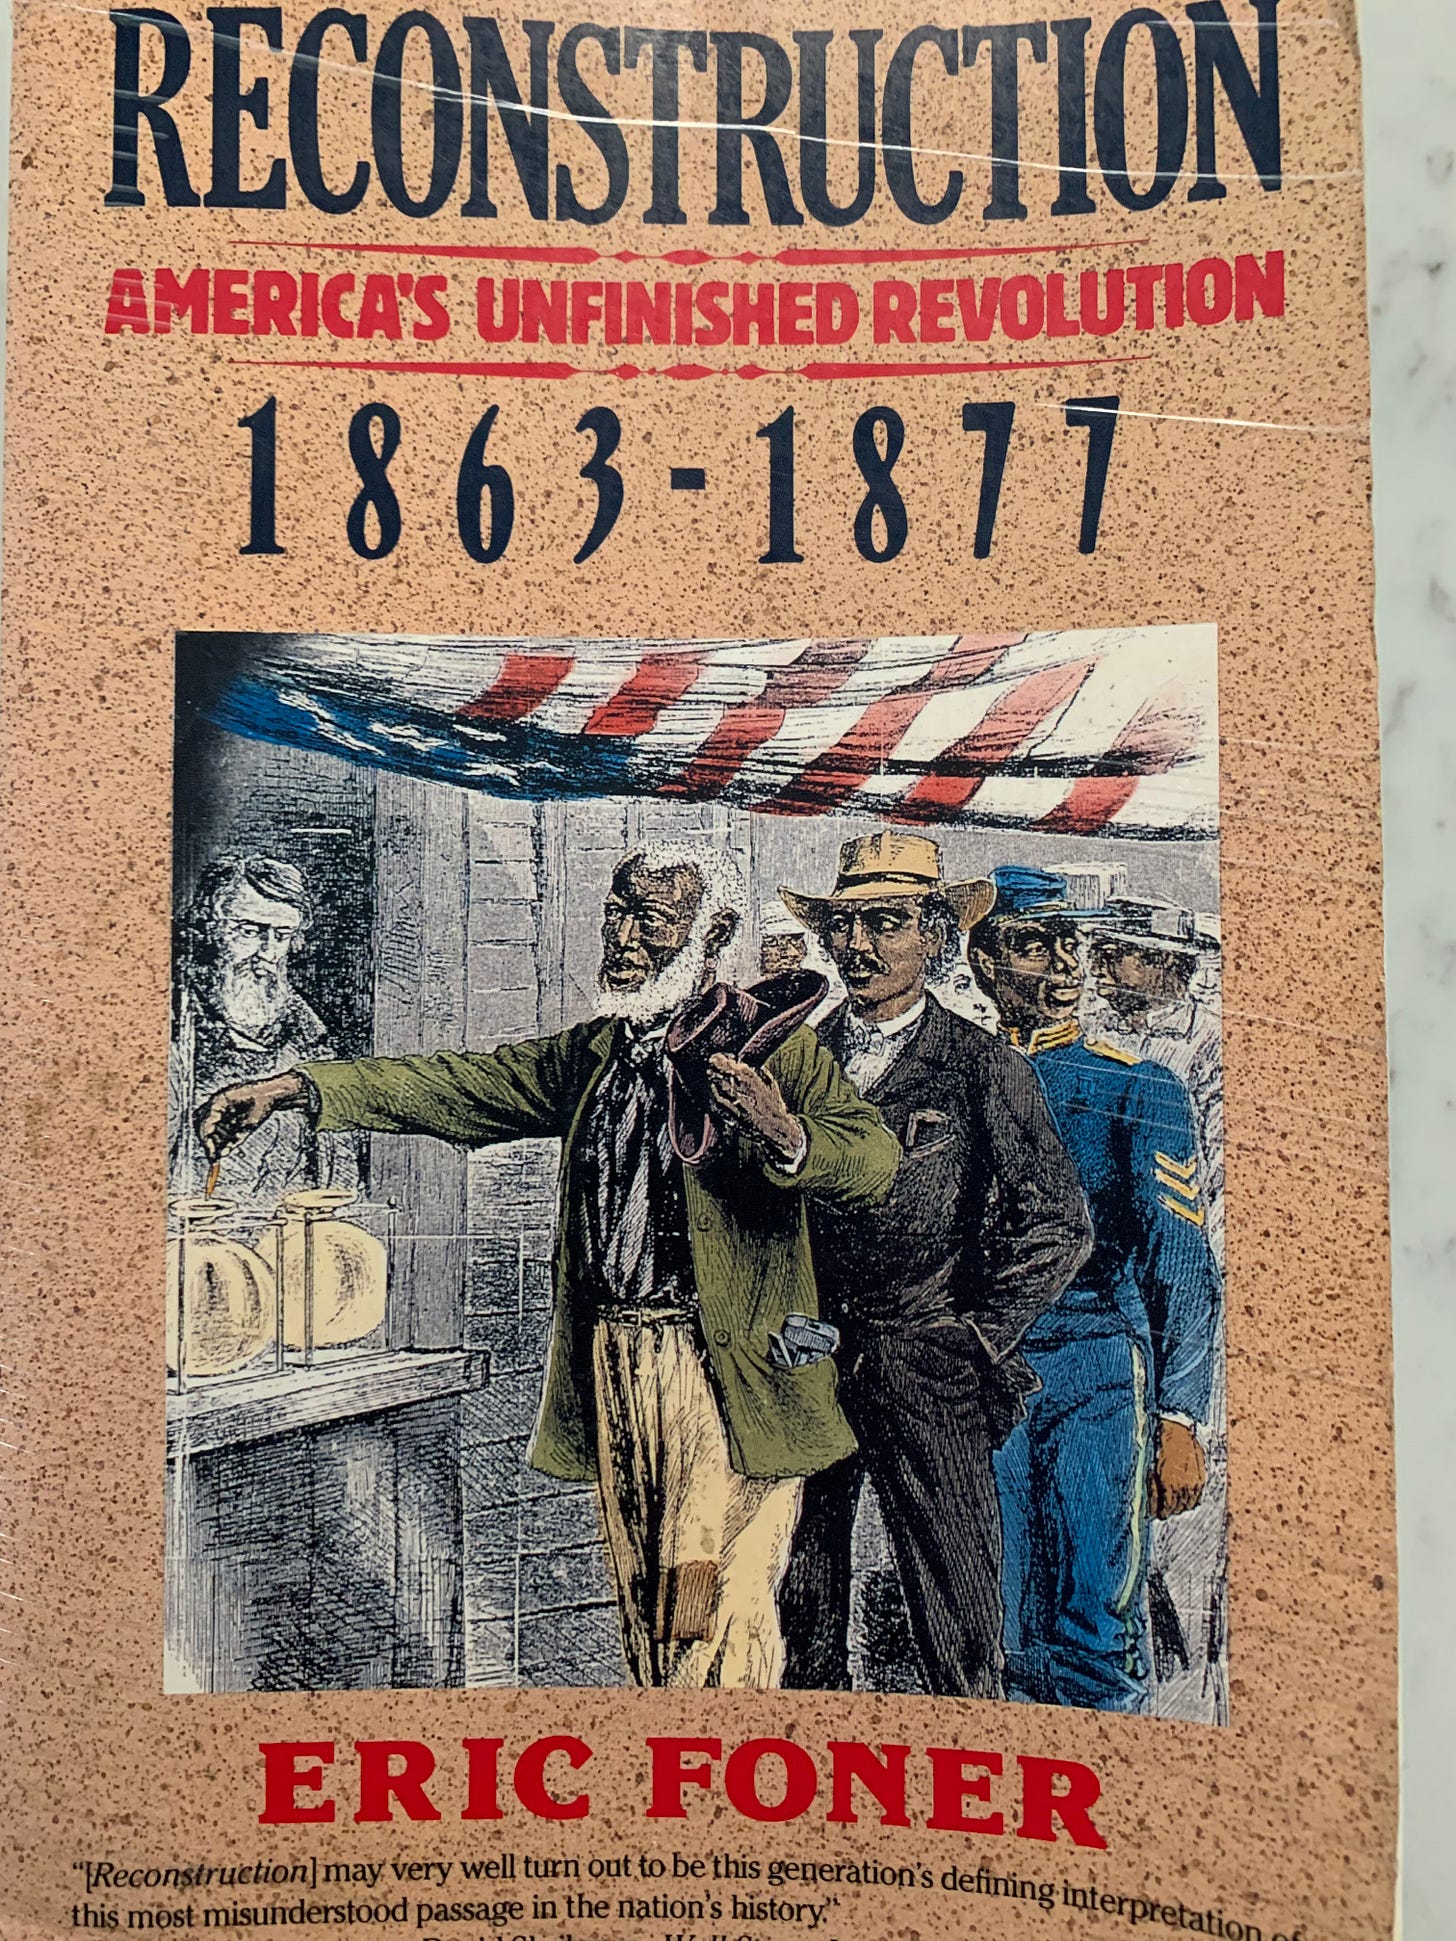 RECONSTRUCTION
AMERICA'S UNFINISHED REVOLUTION
1863-1877
ERIC FONER
"[Reconstruction] may very well turn out to be this generation's defining interpretation of
this most misunderstood passage in the nation's history."
David